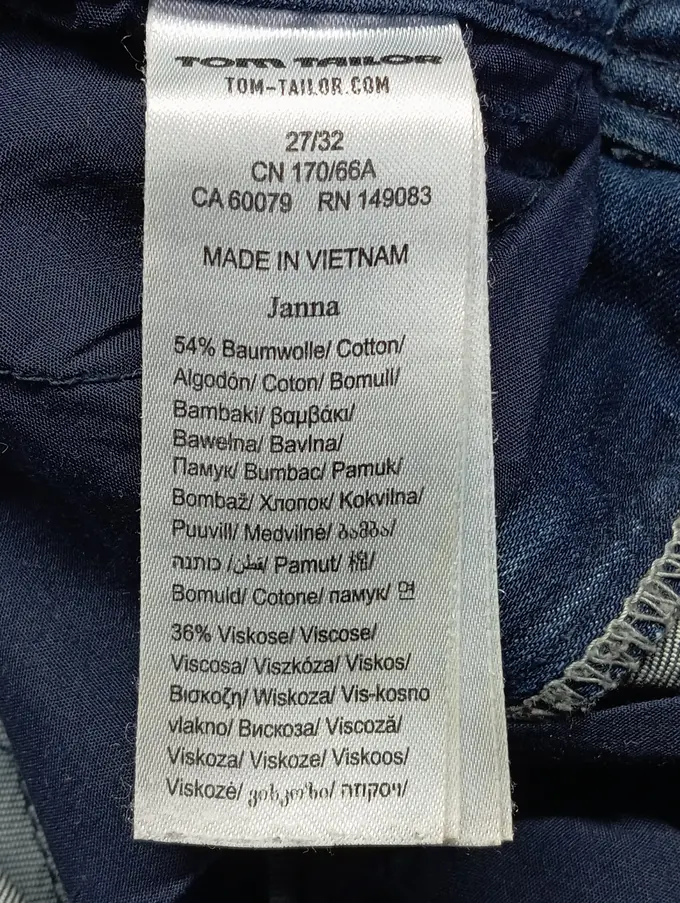 TOM TAILOR
TOM-TAILOR.COM
27/32
CN 170/66A
CA 60079 RN 149083
MADE IN VIETNAM
Janna
54% Baumwolle/ Cotton/
Algodón/ Coton/ Bomull/
Bambaki/ βαμβάκι/
Bawełna/ Bavlna/
Памук/ Bumbac/ Pamuk/
Bombaž/ Хлопок/ Kokvilna/
Puuvill/ Medvilnė/ ბამბა/
כותנה/ قطن/ Pamut/ 棉/
Bomuld/ Cotone/ памук/ 면
36% Viskose/ Viscose/
Viscosa/ Viszkóza/ Viskos/
Βισκοζη/ Wiskoza/ Vis-kosno
vlakno/ Вискоза/ Viscoză/
Viskoza/ Viskoze/ Viskoos/
Viskozė/ ვისკოზა/ ויסקוזה/